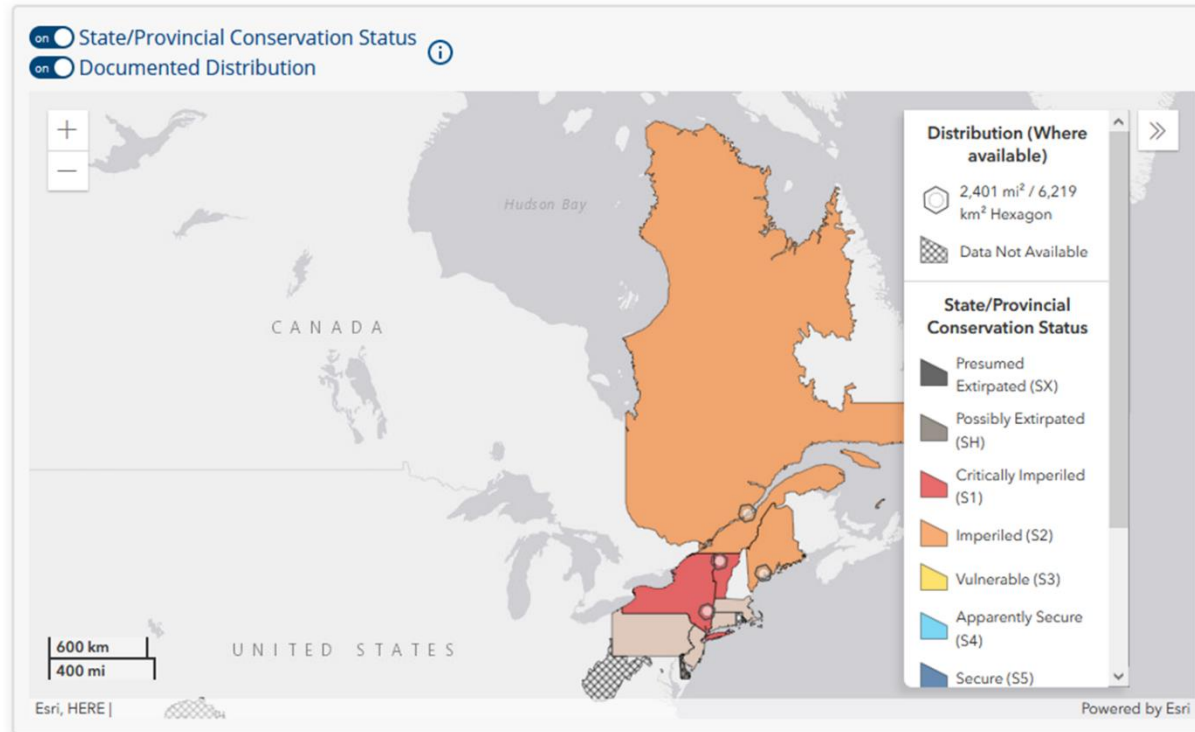 on State/Provincial Conservation Status
on Documented Distribution
i
+
−
Hudson Bay
CANADA
UNITED STATES
600 km
400 mi
Esri, HERE |
Powered by Esri
Distribution (Where
available)
2,401 mi² / 6,219
km² Hexagon
Data Not Available
State/Provincial
Conservation Status
Presumed
Extirpated (SX)
Possibly Extirpated
(SH)
Critically Imperiled
(S1)
Imperiled (S2)
Vulnerable (S3)
Apparently Secure
(S4)
Secure (S5)